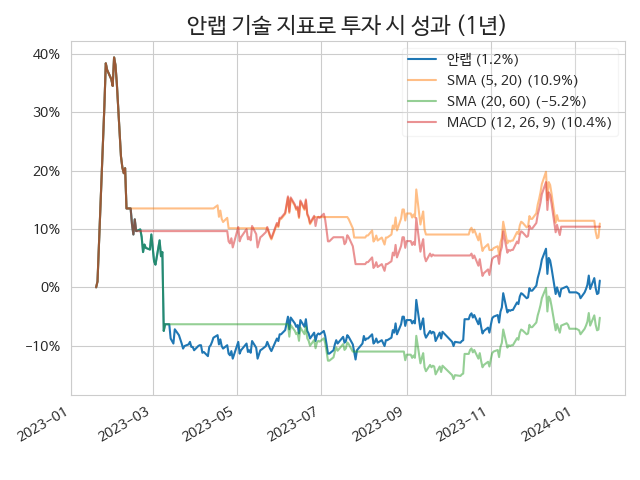 안랩 기술 지표로 투자 시 성과 (1년)
안랩 (1.2%)
SMA (5, 20) (10.9%)
SMA (20, 60) (−5.2%)
MACD (12, 26, 9) (10.4%)
40%
30%
20%
10%
0%
−10%
2023−01
2023−03
2023−05
2023−07
2023−09
2023−11
2024−01